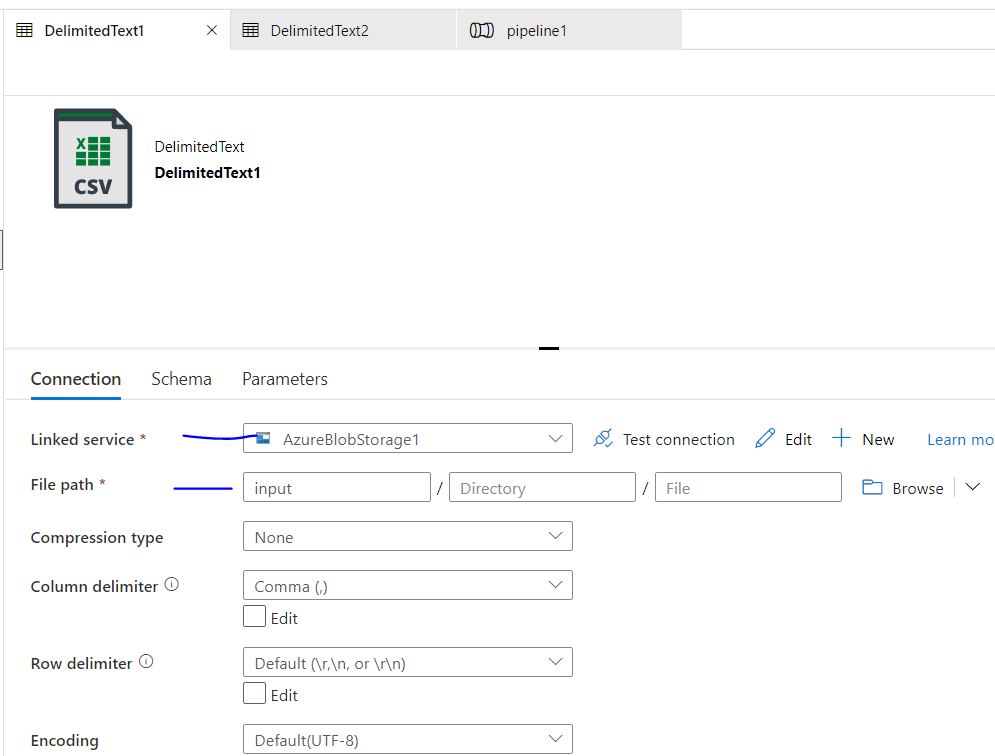 DelimitedText1 DelimitedText2 pipeline1
X
CSV
DelimitedText
DelimitedText1
Connection Schema Parameters
Linked service * AzureBlobStorage1 Test connection Edit New Learn mo
File path * input / Directory / File Browse
Compression type None
Column delimiter Comma (,)
Edit
Row delimiter Default (\r,\n, or \r\n)
Edit
Encoding Default(UTF-8)